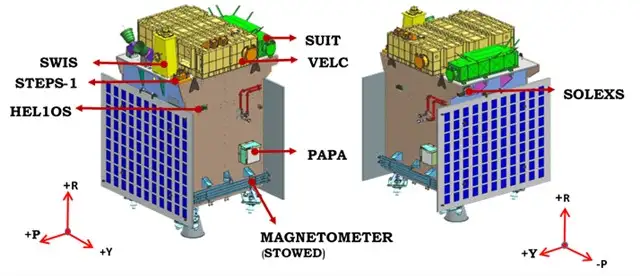 SUIT
SWIS
VELC
STEPS-1
HEL1OS
SOLEXS
PAPA
+R
+P
+Y
MAGNETOMETER
(STOWED)
+R
+Y
-P